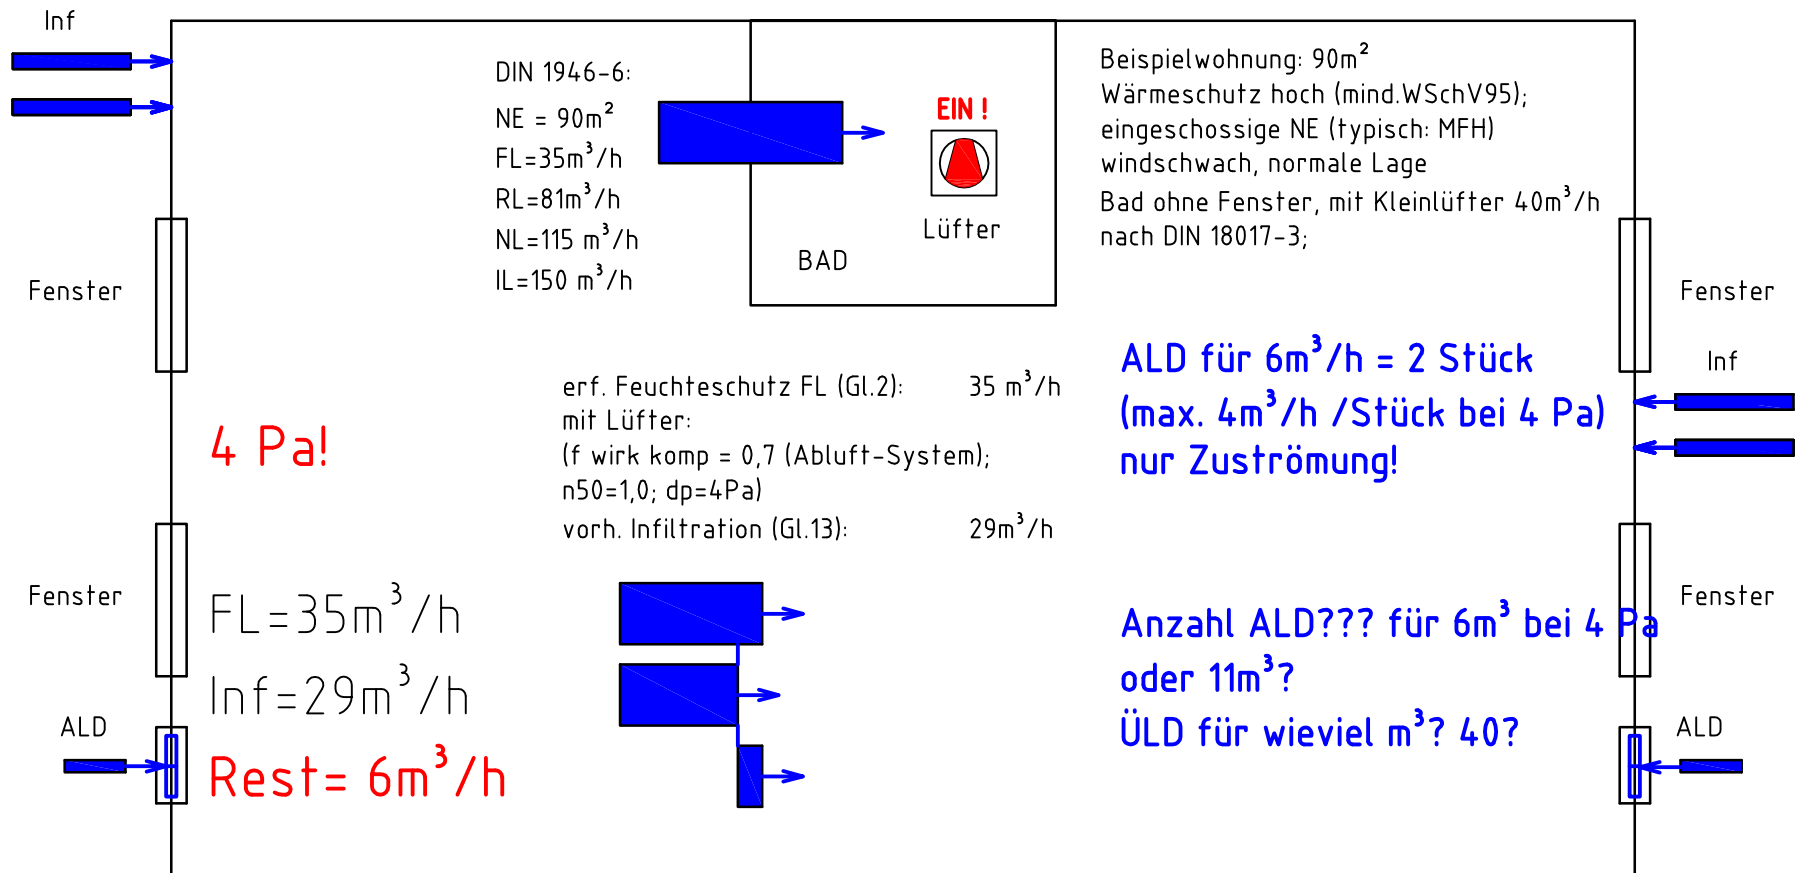 Inf
DIN 1946-6:
NE = 90m²
FL=35m³/h
RL=81m³/h
NL=115 m³/h
IL=150 m³/h
EIN !
Lüfter
BAD
Beispielwohnung: 90m²
Wärmeschutz hoch (mind.WSchV95);
eingeschossige NE (typisch: MFH)
windschwach, normale Lage
Bad ohne Fenster, mit Kleinlüfter 40m³/h
nach DIN 18017-3;
Fenster
Fenster
Inf
erf. Feuchteschutz FL (Gl.2): 35 m³/h
mit Lüfter:
(f wirk komp = 0,7 (Abluft-System);
n50=1,0; dp=4Pa)
vorh. Infiltration (Gl.13): 29m³/h
ALD für 6m³/h = 2 Stück
(max. 4m³/h /Stück bei 4 Pa)
nur Zuströmung!
4 Pa!
Fenster
Fenster
FL=35m³/h
Inf=29m³/h
Rest= 6m³/h
ALD
Anzahl ALD??? für 6m³ bei 4 Pa
oder 11m³?
ÜLD für wieviel m³? 40?
ALD